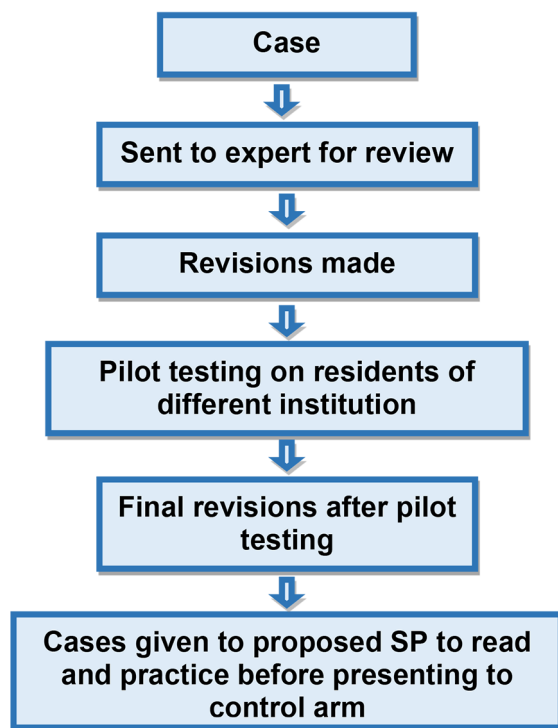 Case
Sent to expert for review
Revisions made
Pilot testing on residents of
different institution
Final revisions after pilot
testing
Cases given to proposed SP to read
and practice before presenting to
control arm